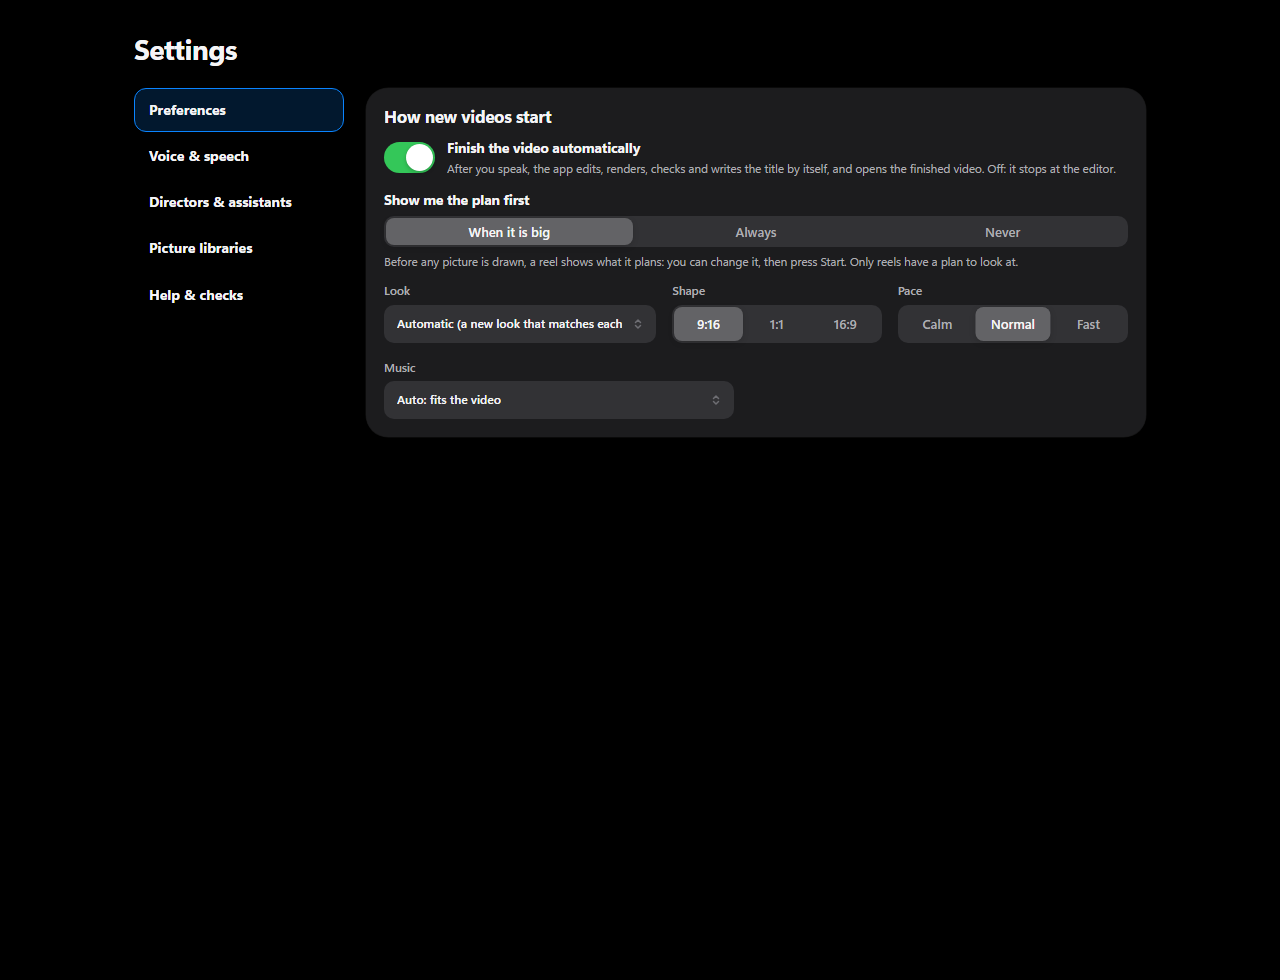 Settings
Preferences
Voice & speech
Directors & assistants
Picture libraries
Help & checks
How new videos start
Finish the video automatically
After you speak, the app edits, renders, checks and writes the title by itself, and opens the finished video. Off: it stops at the editor.
Show me the plan first
When it is big Always Never
Before any picture is drawn, a reel shows what it plans: you can change it, then press Start. Only reels have a plan to look at.
Look Shape Pace
Automatic (a new look that matches each 9:16 1:1 16:9 Calm Normal Fast
Music
Auto: fits the video